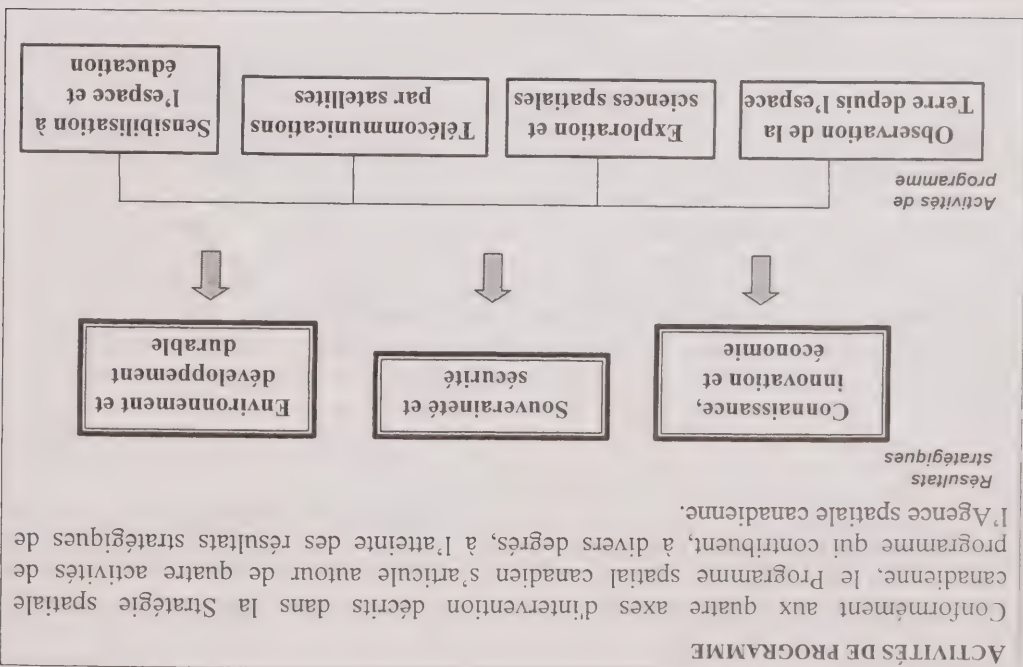 ACTIVITÉS DE PROGRAMME
Conformément aux quatre axes d'intervention décrits dans la Stratégie spatiale
canadienne, le Programme spatial canadien s'articule autour de quatre activités de
programme qui contribuent, à divers degrés, à l'atteinte des résultats stratégiques de
l'Agence spatiale canadienne.
Résultats
stratégiques
Connaissance,
innovation et
économie
Souveraineté et
sécurité
Environnement et
développement
durable
Activités de
programme
Observation de la
Terre depuis l'espace
Exploration et
sciences spatiales
Télécommunications
par satellites
Sensibilisation à
l'espace et
éducation